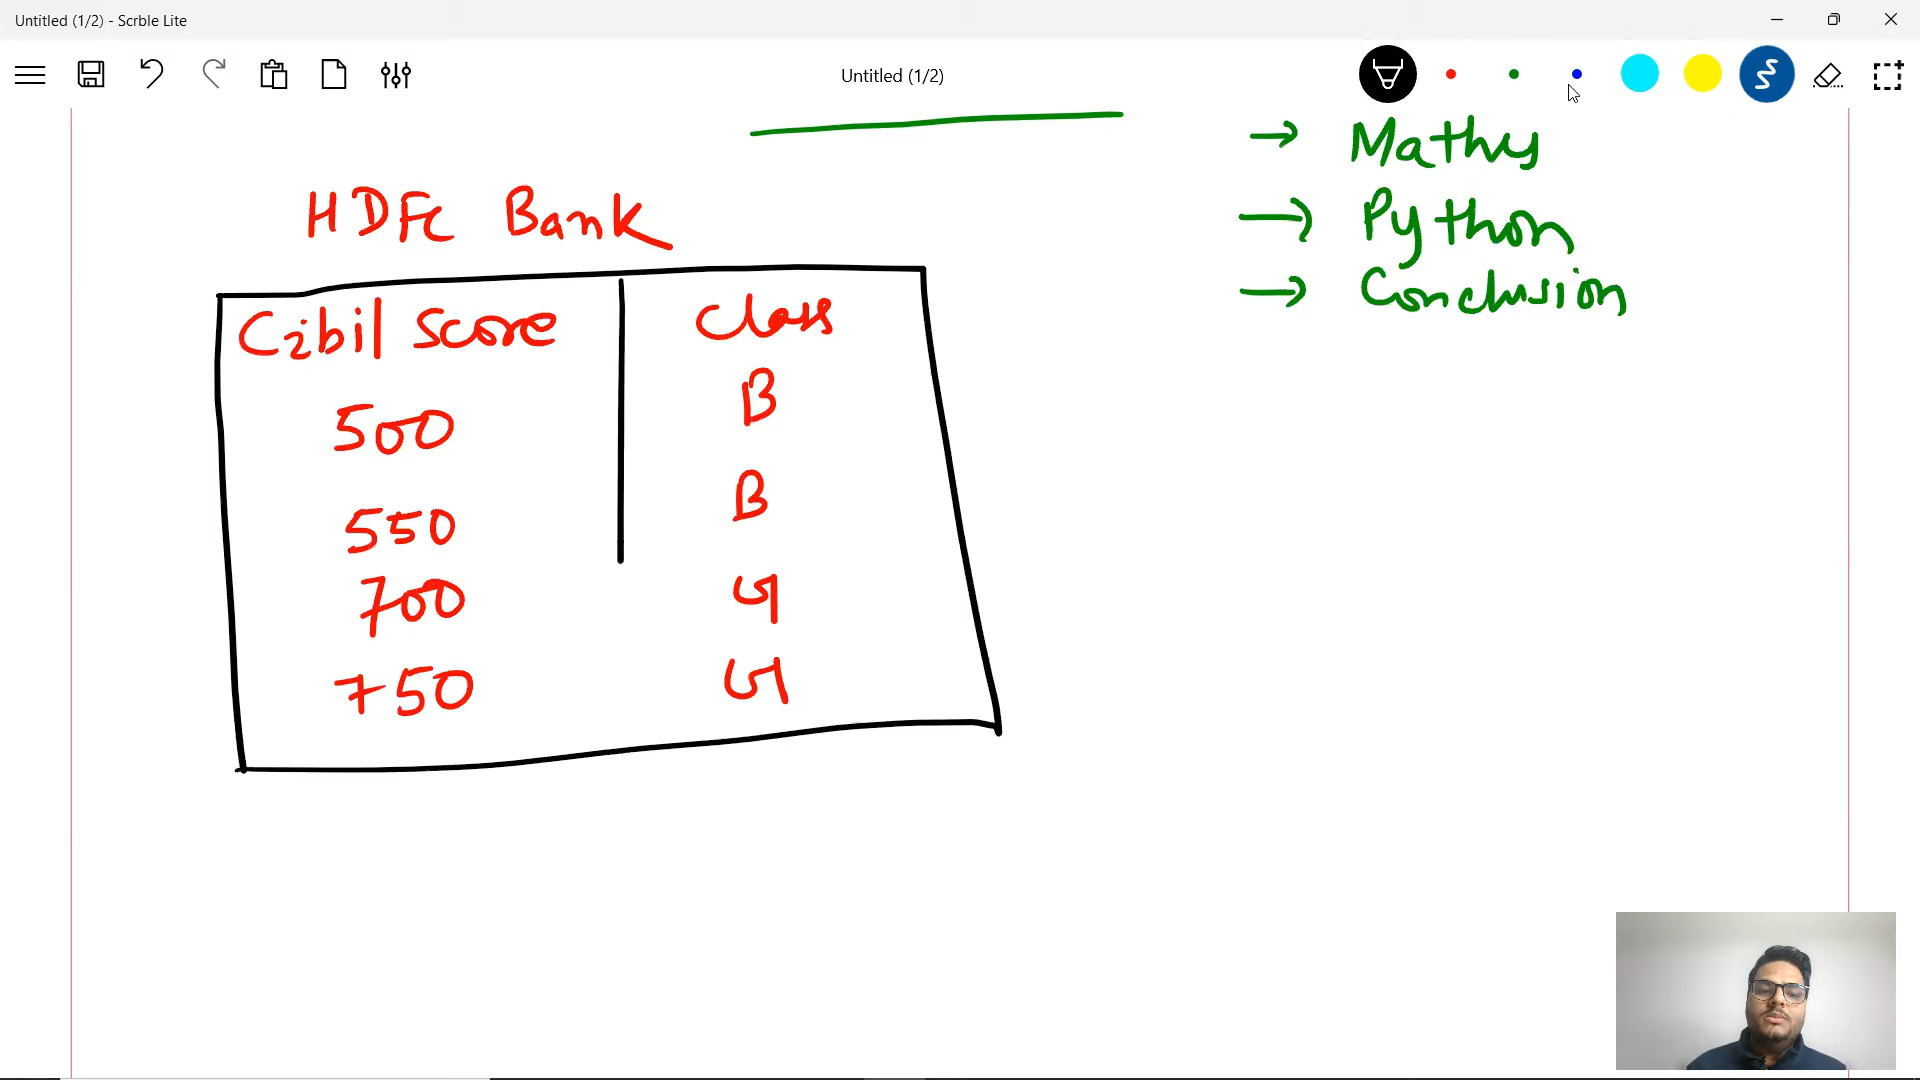 Untitled (1/2) - Scrble Lite
Untitled (1/2)
→ Maths
→ Python
→ Conclusion
HDFC Bank
Cibil Score Class
500 B
550 B
700 G
750 G